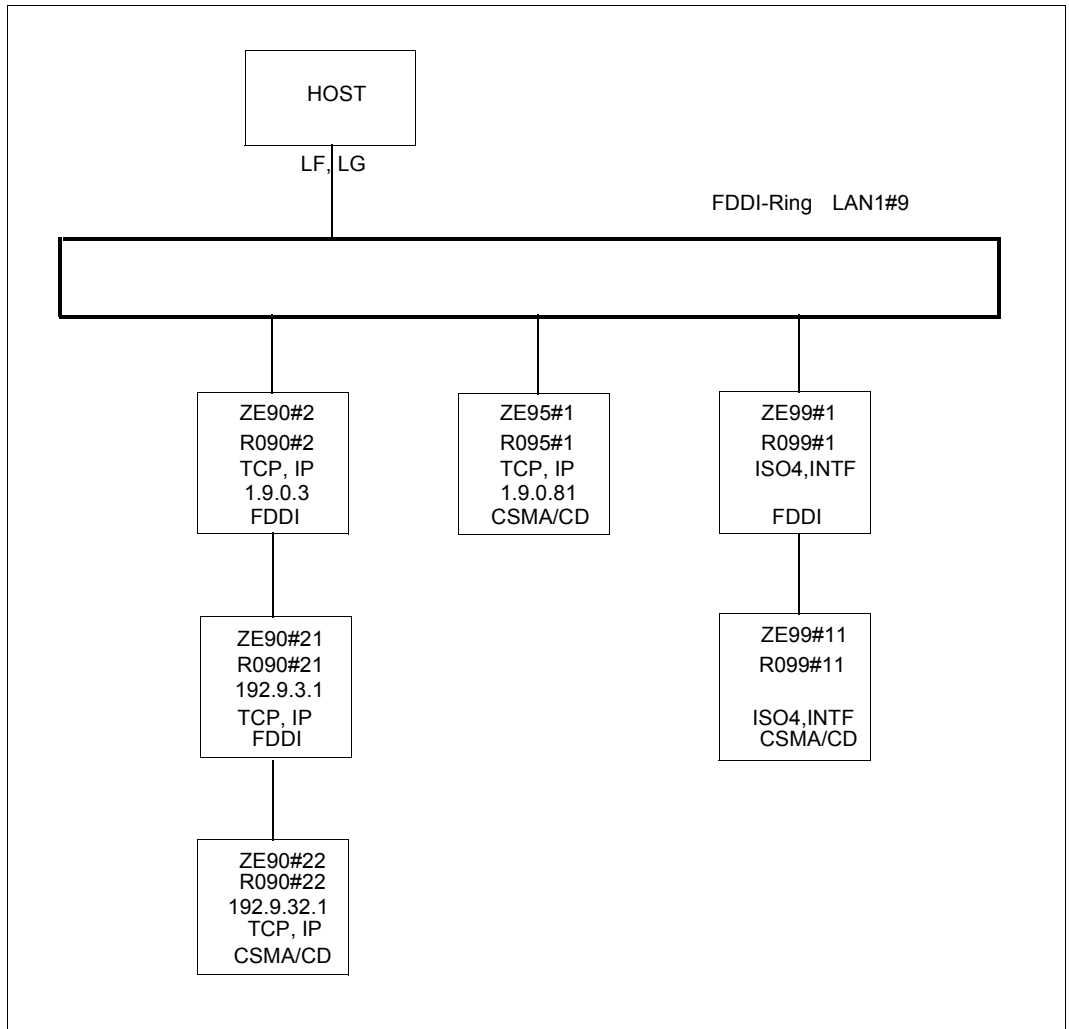 HOST
LF, LG
FDDI-Ring LAN1#9
ZE90#2
R090#2
TCP, IP
1.9.0.3
FDDI
ZE95#1
R095#1
TCP, IP
1.9.0.81
CSMA/CD
ZE99#1
R099#1
ISO4,INTF
FDDI
ZE90#21
R090#21
192.9.3.1
TCP, IP
FDDI
ZE99#11
R099#11
ISO4,INTF
CSMA/CD
ZE90#22
R090#22
192.9.32.1
TCP, IP
CSMA/CD